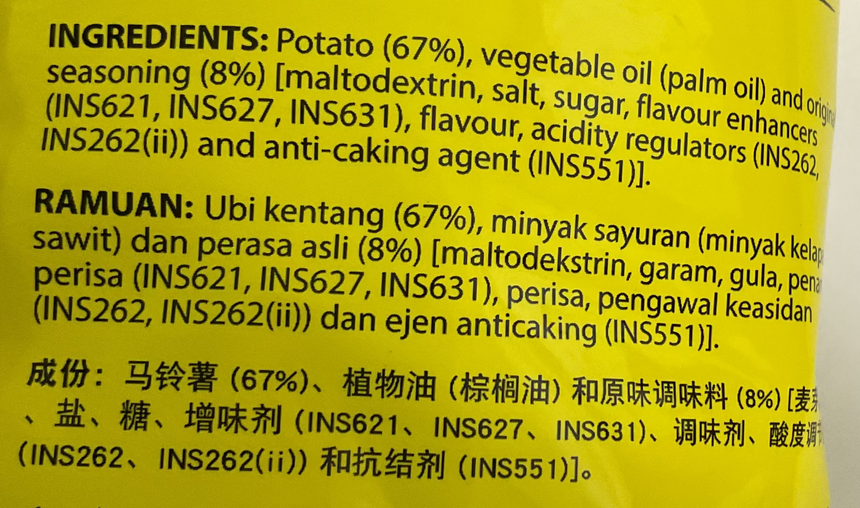 INGREDIENTS: Potato (67%), vegetable oil (palm oil) and
seasoning (8%) [maltodextrin, salt, sugar, flavour enhancers
(INS621, INS627, INS631), flavour, acidity regulators (INS262,
INS262(ii)) and anti-caking agent (INS551)].
RAMUAN: Ubi kentang (67%), minyak sayuran (minyak
sawit) dan perasa asli (8%) [maltodekstrin, garam, gula,
perisa (INS621, INS627, INS631), perisa, pengawal keasidan
(INS262, INS262(ii)) dan ejen anticaking (INS551)].
成份：马铃薯 (67%)、植物油 (棕榈油) 和原味调味料 (8%) [麦
、盐、糖、增味剂 (INS621、INS627、INS631)、调味剂、酸度调
(INS262、INS262(ii)) 和抗结剂 (INS551)]。